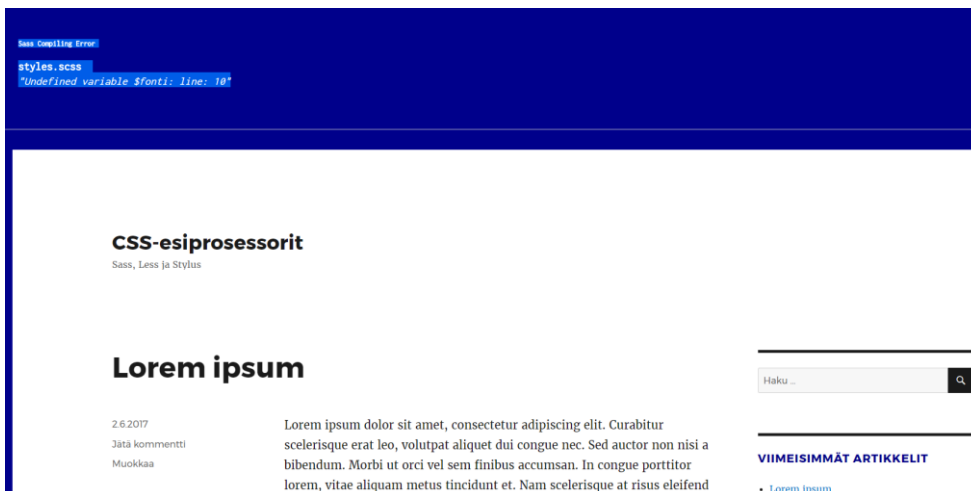 Sass Compiling Error
styles.scss
"Undefined variable $fonti: line: 10"
CSS-esiprosessorit
Sass, Less ja Stylus
Lorem ipsum
Haku ...
2.6.2017
Jätä kommentti
Muokkaa
Lorem ipsum dolor sit amet, consectetur adipiscing elit. Curabitur
scelerisque erat leo, volutpat aliquet dui congue nec. Sed auctor non nisi a
bibendum. Morbi ut orci vel sem finibus accumsan. In congue porttitor
lorem, vitae aliquam metus tincidunt et. Nam scelerisque at risus eleifend
VIIMEISIMMÄT ARTIKKELIT
• Lorem ipsum